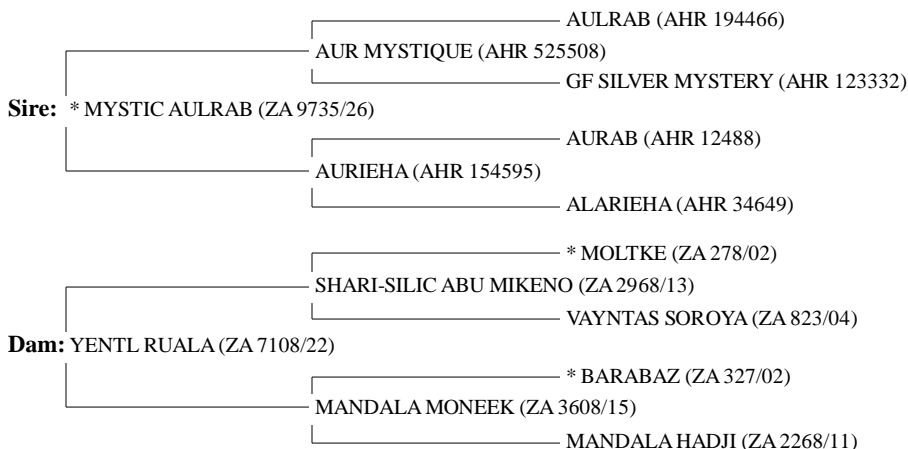 AULRAB (AHR 194466)
AUR MYSTIQUE (AHR 525508)
GF SILVER MYSTERY (AHR 123332)
Sire: * MYSTIC AULRAB (ZA 9735/26)
AURAB (AHR 12488)
AURIEHA (AHR 154595)
ALARIEHA (AHR 34649)
* MOLTKE (ZA 278/02)
SHARI-SILIC ABU MIKENO (ZA 2968/13)
VAYNTAS SOROYA (ZA 823/04)
Dam: YENTL RUALA (ZA 7108/22)
* BARABAZ (ZA 327/02)
MANDALA MONEEK (ZA 3608/15)
MANDALA HADJI (ZA 2268/11)